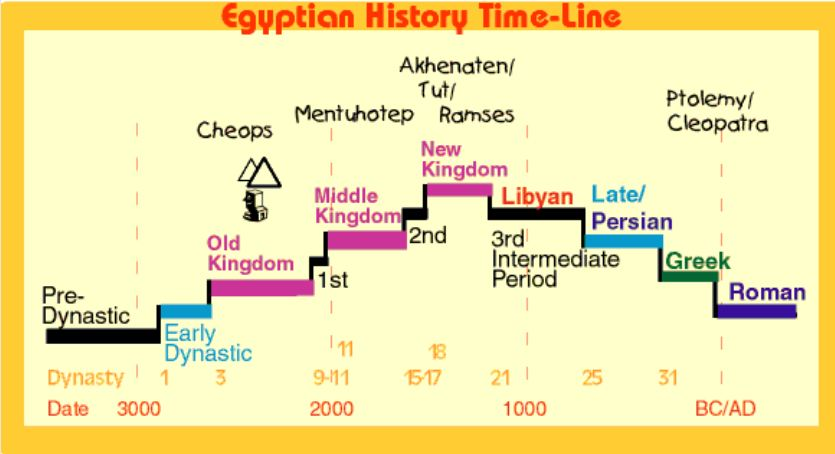 Egyptian History Time-Line
Akhenaten/
Tut/
Ramses
Ptolemy/
Cleopatra
Cheops
Mentuhotep
New
Kingdom
Middle
Kingdom
Libyan
Late/
Persian
Old
Kingdom
2nd
3rd
Intermediate
Period
Greek
1st
Pre-
Dynastic
Roman
Early
Dynastic
11
18
Dynasty 1 3 9-11 15-17 21 25 31
Date 3000 2000 1000 BC/AD